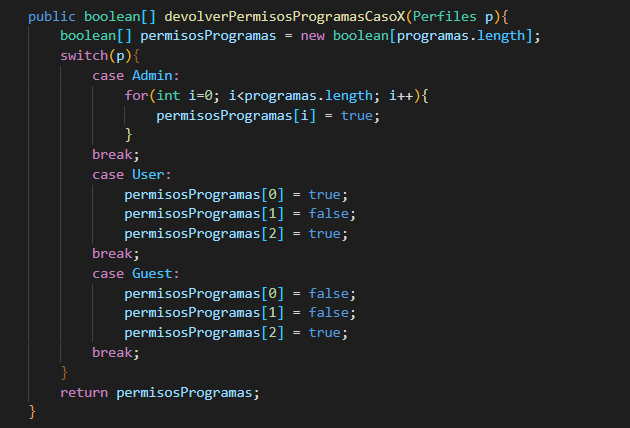 public boolean[] devolverPermisosProgramasCasoX(Perfiles p){
    boolean[] permisosProgramas = new boolean[programas.length];
    switch(p){
        case Admin:
            for(int i=0; i<programas.length; i++){
                permisosProgramas[i] = true;
            }
        break;
        case User:
            permisosProgramas[0] = true;
            permisosProgramas[1] = false;
            permisosProgramas[2] = true;
        break;
        case Guest:
            permisosProgramas[0] = false;
            permisosProgramas[1] = false;
            permisosProgramas[2] = true;
        break;
    }
    return permisosProgramas;
}